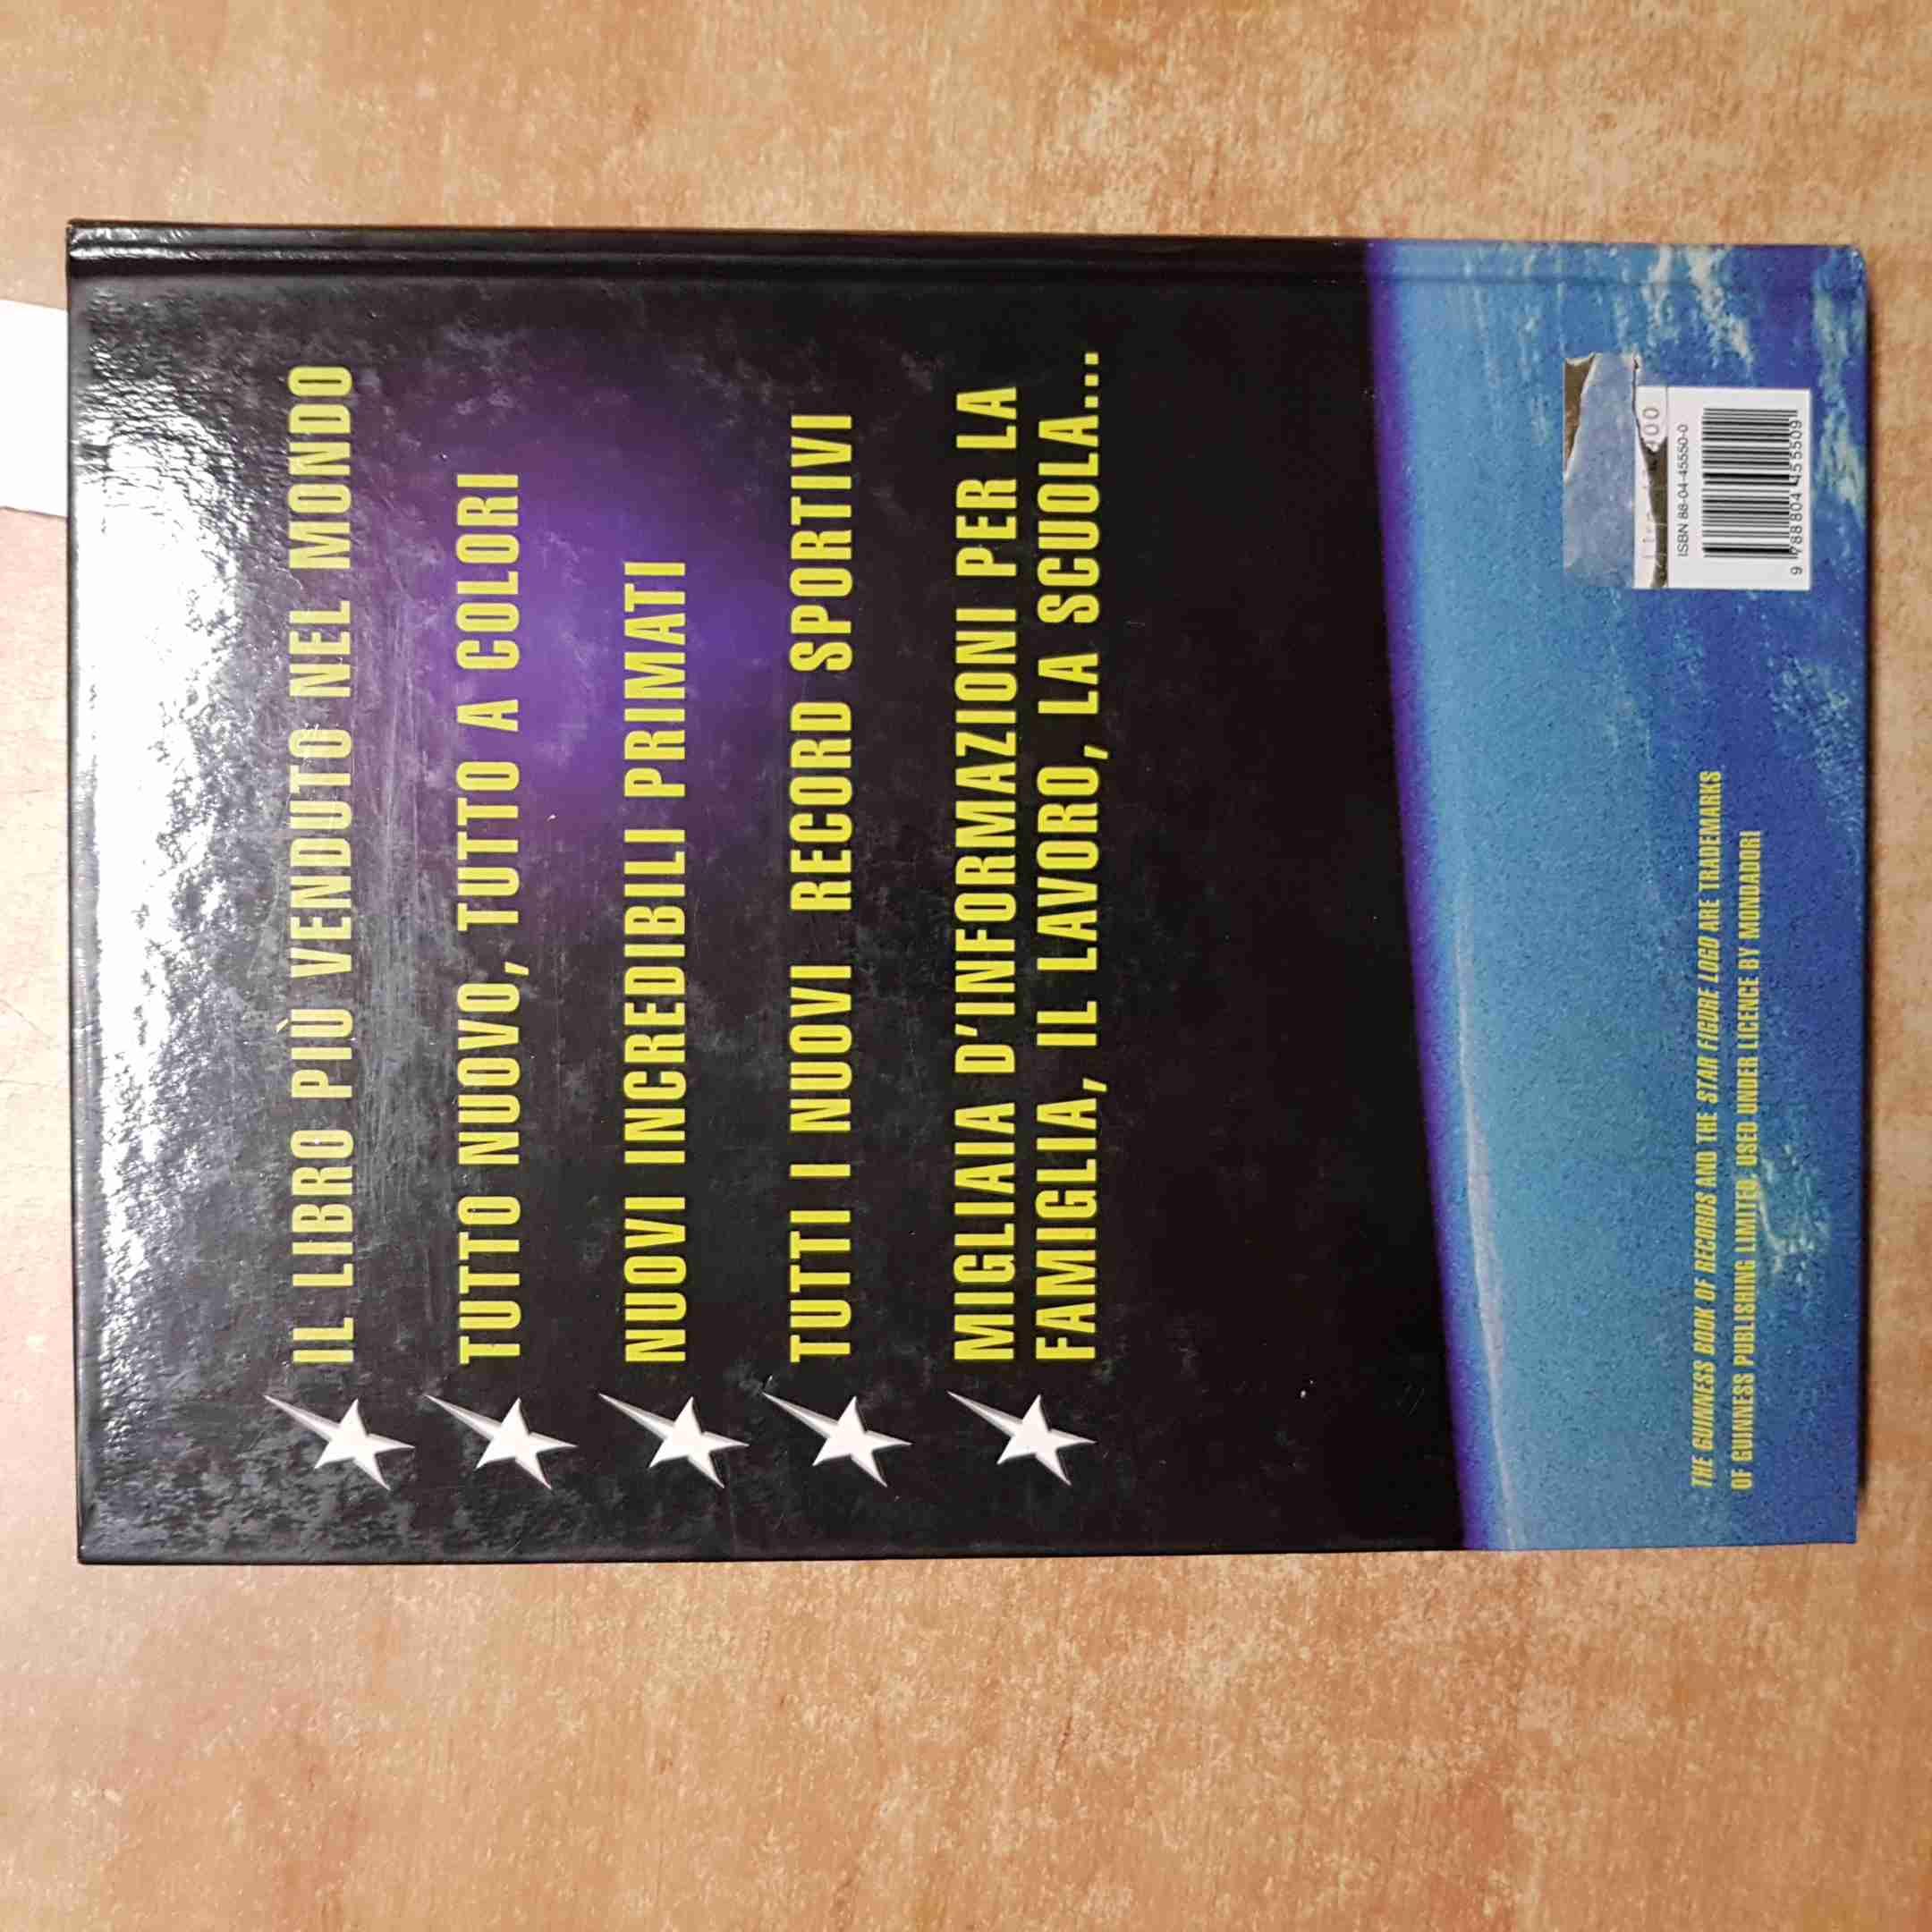 IL LIBRO PIÙ VENDUTO NEL MONDO
TUTTO NUOVO, TUTTO A COLORI
NUOVI INCREDIBILI PRIMATI
TUTTI I NUOVI RECORD SPORTIVI
MIGLIAIA D'INFORMAZIONI PER LA
FAMIGLIA, IL LAVORO, LA SCUOLA...
THE GUINNESS BOOK OF RECORDS AND THE STAR FIGURE LOGO ARE TRADEMARKS
OF GUINNESS PUBLISHING LIMITED, USED UNDER LICENCE BY MONDADORI
ISBN 88-04-45550-0
9 788804 455509